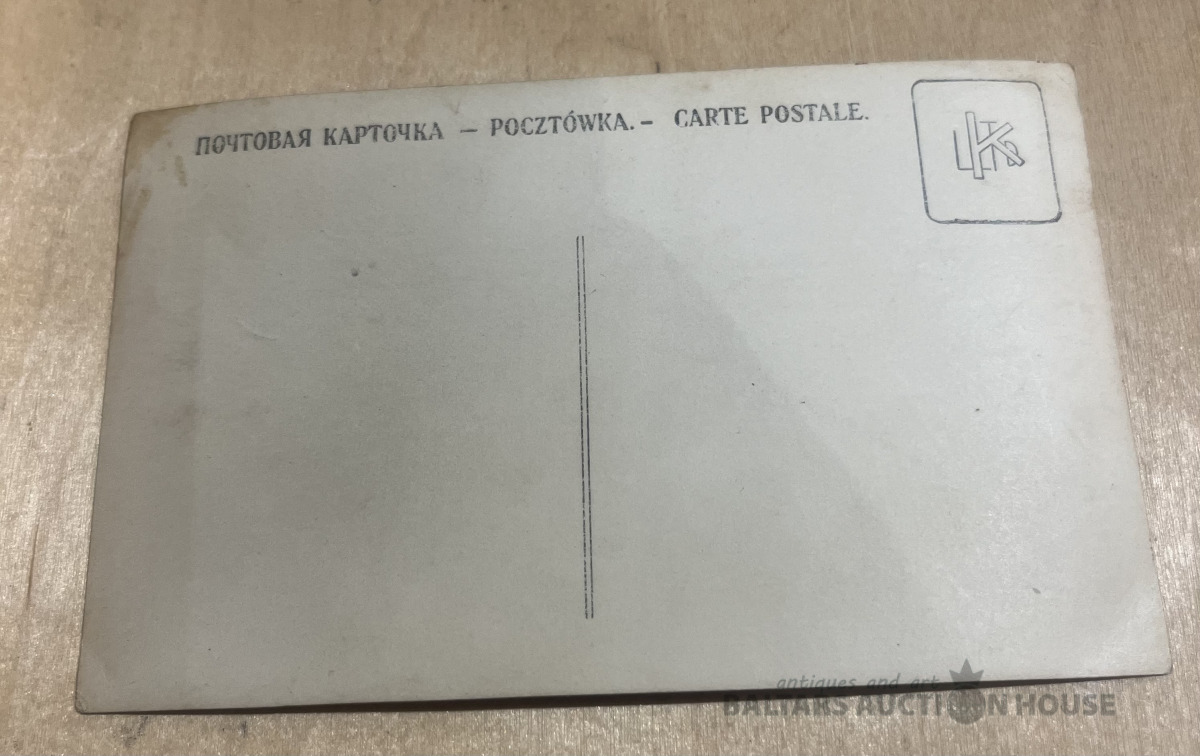 ПОЧТОВАЯ КАРТОЧКА — POCZTÓWKA. — CARTE POSTALE.
antiques and art
BALTARS AUCTION HOUSE